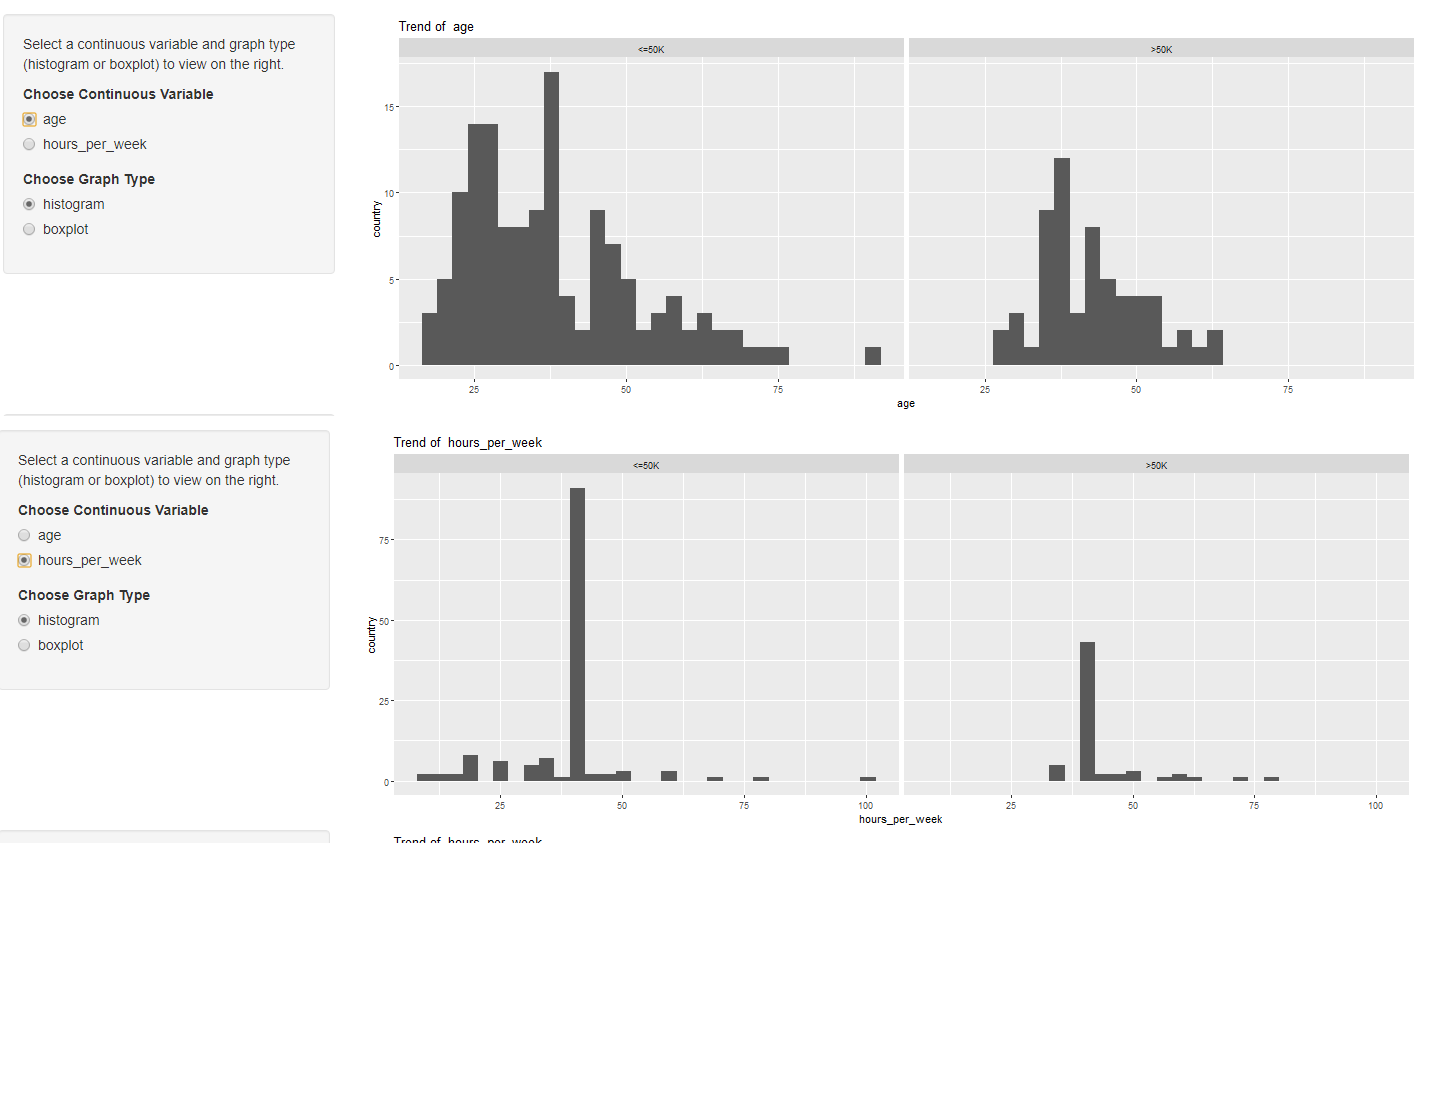 Select a continuous variable and graph type
(histogram or boxplot) to view on the right.
Choose Continuous Variable
age
hours_per_week
Choose Graph Type
histogram
boxplot
Trend of age
<=50K
>50K
15
10
5
0
country
25
50
75
25
50
75
age
Select a continuous variable and graph type
(histogram or boxplot) to view on the right.
Choose Continuous Variable
age
hours_per_week
Choose Graph Type
histogram
boxplot
Trend of hours_per_week
<=50K
>50K
75
50
25
0
country
25
50
75
100
25
50
75
100
hours_per_week
Trend of hours_per_week